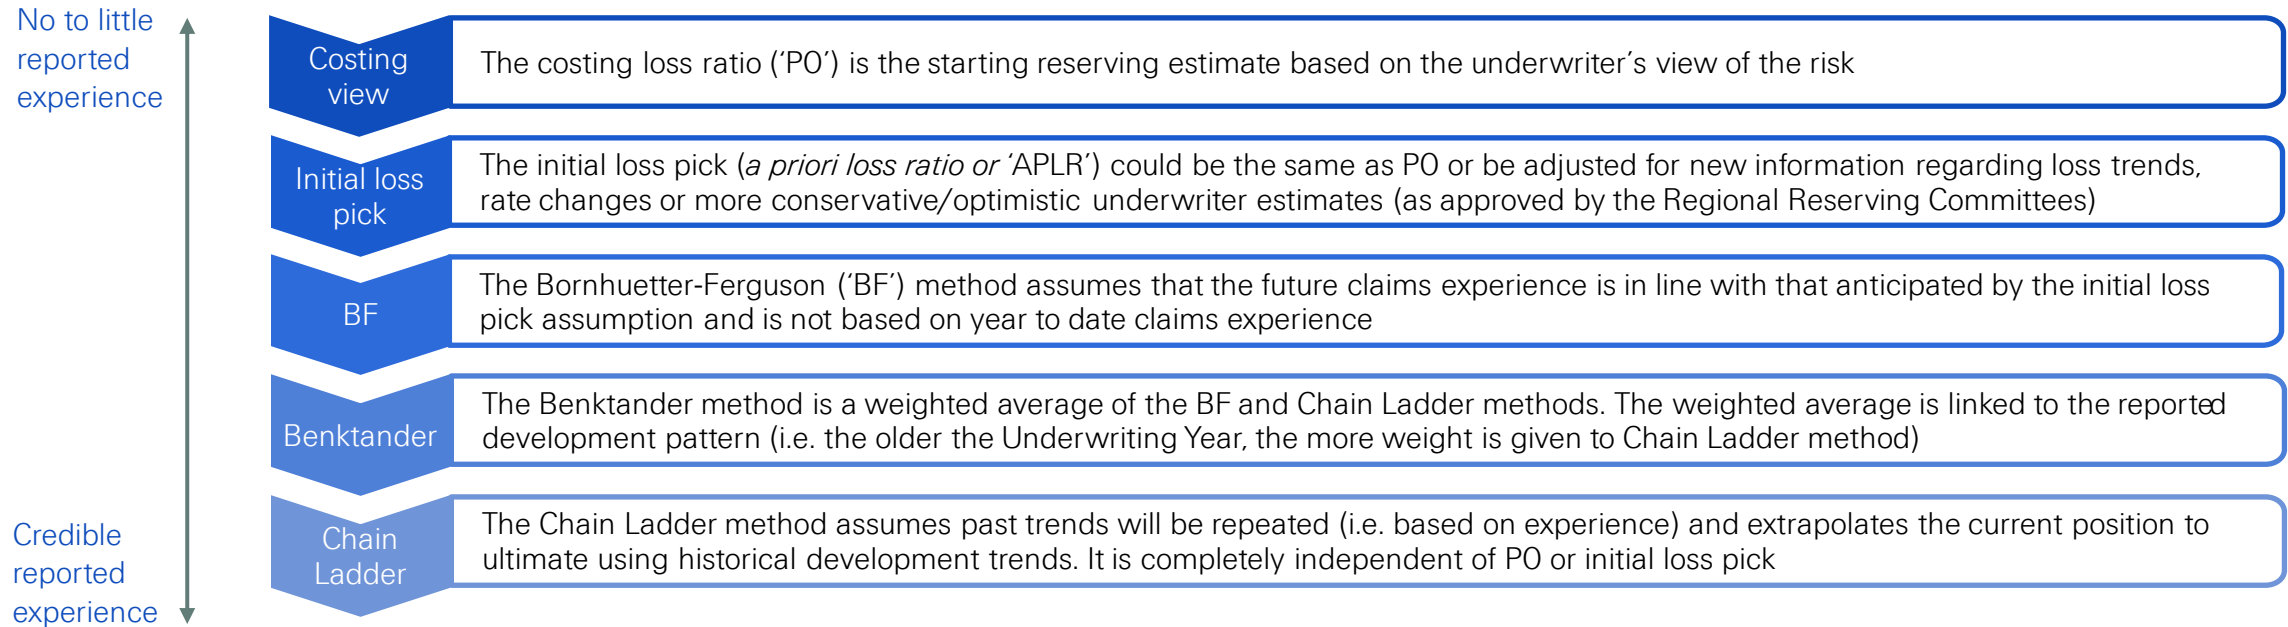 No to little
reported
experience
Costing
view
The costing loss ratio (‘P0’) is the starting reserving estimate based on the underwriter’s view of the risk
Initial loss
pick
The initial loss pick (a priori loss ratio or ‘APLR’) could be the same as P0 or be adjusted for new information regarding loss trends,
rate changes or more conservative/optimistic underwriter estimates (as approved by the Regional Reserving Committees)
BF
The Bornhuetter-Ferguson (‘BF’) method assumes that the future claims experience is in line with that anticipated by the initial loss
pick assumption and is not based on year to date claims experience
Benktander
The Benktander method is a weighted average of the BF and Chain Ladder methods. The weighted average is linked to the reported
development pattern (i.e. the older the Underwriting Year, the more weight is given to Chain Ladder method)
Chain
Ladder
The Chain Ladder method assumes past trends will be repeated (i.e. based on experience) and extrapolates the current position to
ultimate using historical development trends. It is completely independent of P0 or initial loss pick
Credible
reported
experience